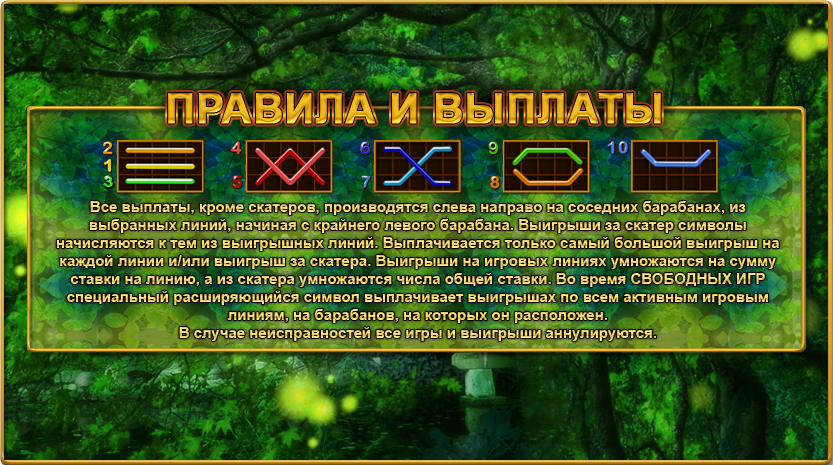 ПРАВИЛА И ВЫПЛАТЫ
2 4 6 9 10
1
3 5 7 8
Все выплаты, кроме скатеров, производятся слева направо на соседних барабанах, из
выбранных линий, начиная с крайнего левого барабана. Выигрыши за скатер символы
начисляются к тем из выигрышных линий. Выплачивается только самый большой выигрыш на
каждой линии и/или выигрыш за скатера. Выигрыши на игровых линиях умножаются на сумму
ставки на линию, а из скатера умножаются числа общей ставки. Во время СВОБОДНЫХ ИГР
специальный расширяющийся символ выплачивает выигрышах по всем активным игровым
линиям, на барабанов, на которых он расположен.
В случае неисправностей все игры и выигрыши аннулируются.